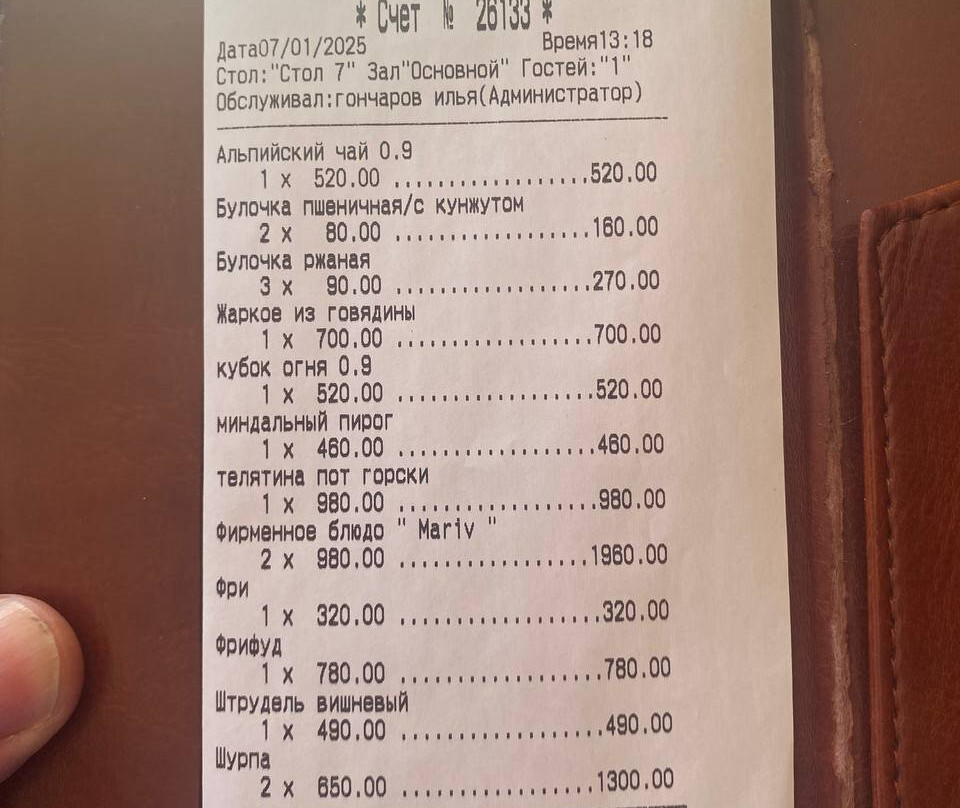 * Счет № 26133 *
Дата07/01/2025 Время13:18
Стол:"Стол 7" Зал"Основной" Гостей:"1"
Обслуживал:гончаров илья(Администратор)
Альпийский чай 0.9
1 x 520.00 ..................520.00
Булочка пшеничная/с кунжутом
2 x 80.00 ..................160.00
Булочка ржаная
3 x 90.00 ..................270.00
Жаркое из говядины
1 x 700.00 ..................700.00
кубок огня 0.9
1 x 520.00 ..................520.00
миндальный пирог
1 x 460.00 ..................460.00
телятина пот горски
1 x 980.00 ..................980.00
Фирменное блюдо " Mariv "
2 x 980.00 .................1960.00
Фри
1 x 320.00 ..................320.00
Фрифуд
1 x 780.00 ..................780.00
Штрудель вишневый
1 x 490.00 ..................490.00
Шурпа
2 x 650.00 .................1300.00